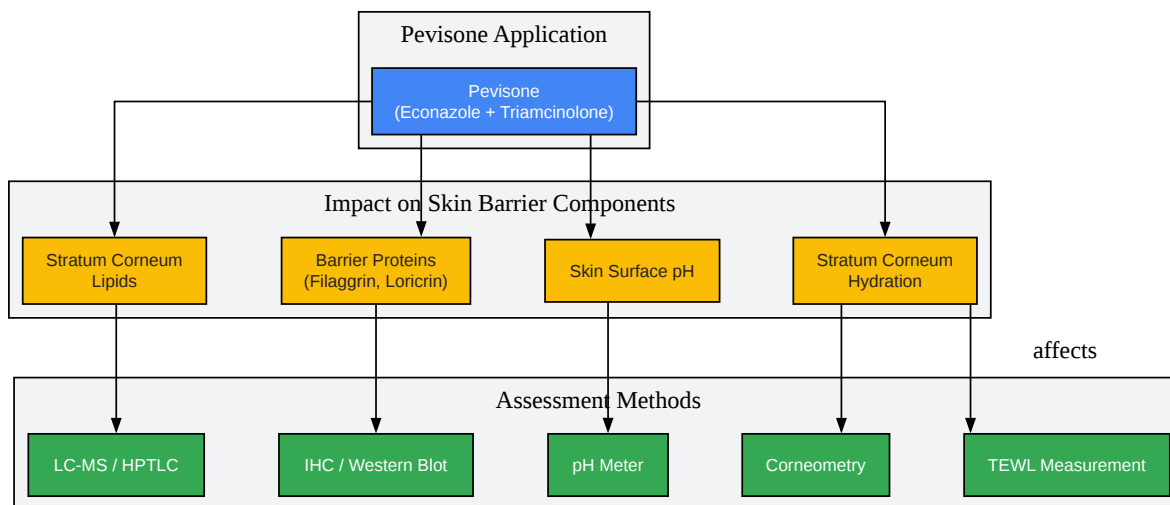 Pevisone Application
Pevisone
(Econazole + Triamcinolone)
Impact on Skin Barrier Components
Stratum Corneum
Lipids
Barrier Proteins
(Filaggrin, Loricrin)
Skin Surface pH
Stratum Corneum
Hydration
affects
Assessment Methods
LC-MS / HPTLC
IHC / Western Blot
pH Meter
Corneometry
TEWL Measurement